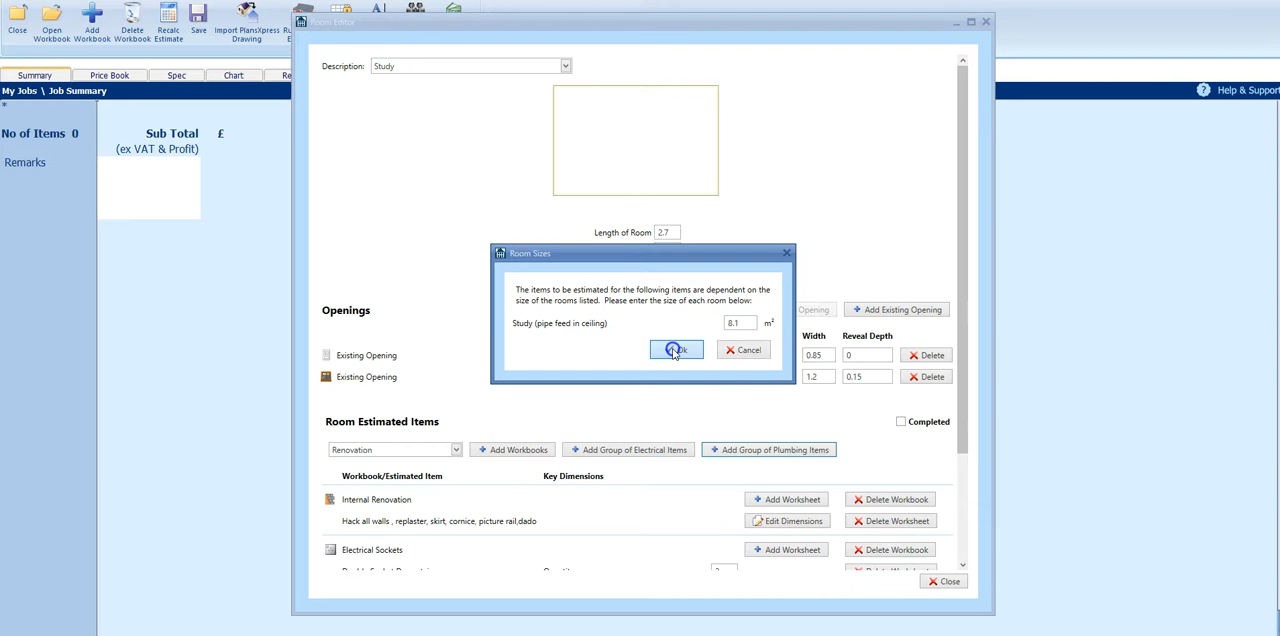 Room Editor
Close
Open Workbook
Add Workbook
Delete Workbook
Recalc Estimate
Save
Import PlansXpress Drawing
Summary
Price Book
Spec
Chart
My Jobs \ Job Summary
Help & Support
*
No of Items 0
Sub Total £
(ex VAT & Profit)
Remarks
Description: Study
Length of Room 2.7
Room Sizes
The items to be estimated for the following items are dependent on the
size of the rooms listed. Please enter the size of each room below:
Study (pipe feed in ceiling) 8.1 m²
Cancel
Openings
Opening
Add Existing Opening
Width Reveal Depth
Existing Opening 0.85 0 Delete
Existing Opening 1.2 0.15 Delete
Room Estimated Items
Completed
Renovation Add Workbooks Add Group of Electrical Items Add Group of Plumbing Items
Workbook/Estimated Item Key Dimensions
Internal Renovation Add Worksheet Delete Workbook
Hack all walls , replaster, skirt, cornice, picture rail,dado Edit Dimensions Delete Worksheet
Electrical Sockets Add Worksheet Delete Workbook
Close